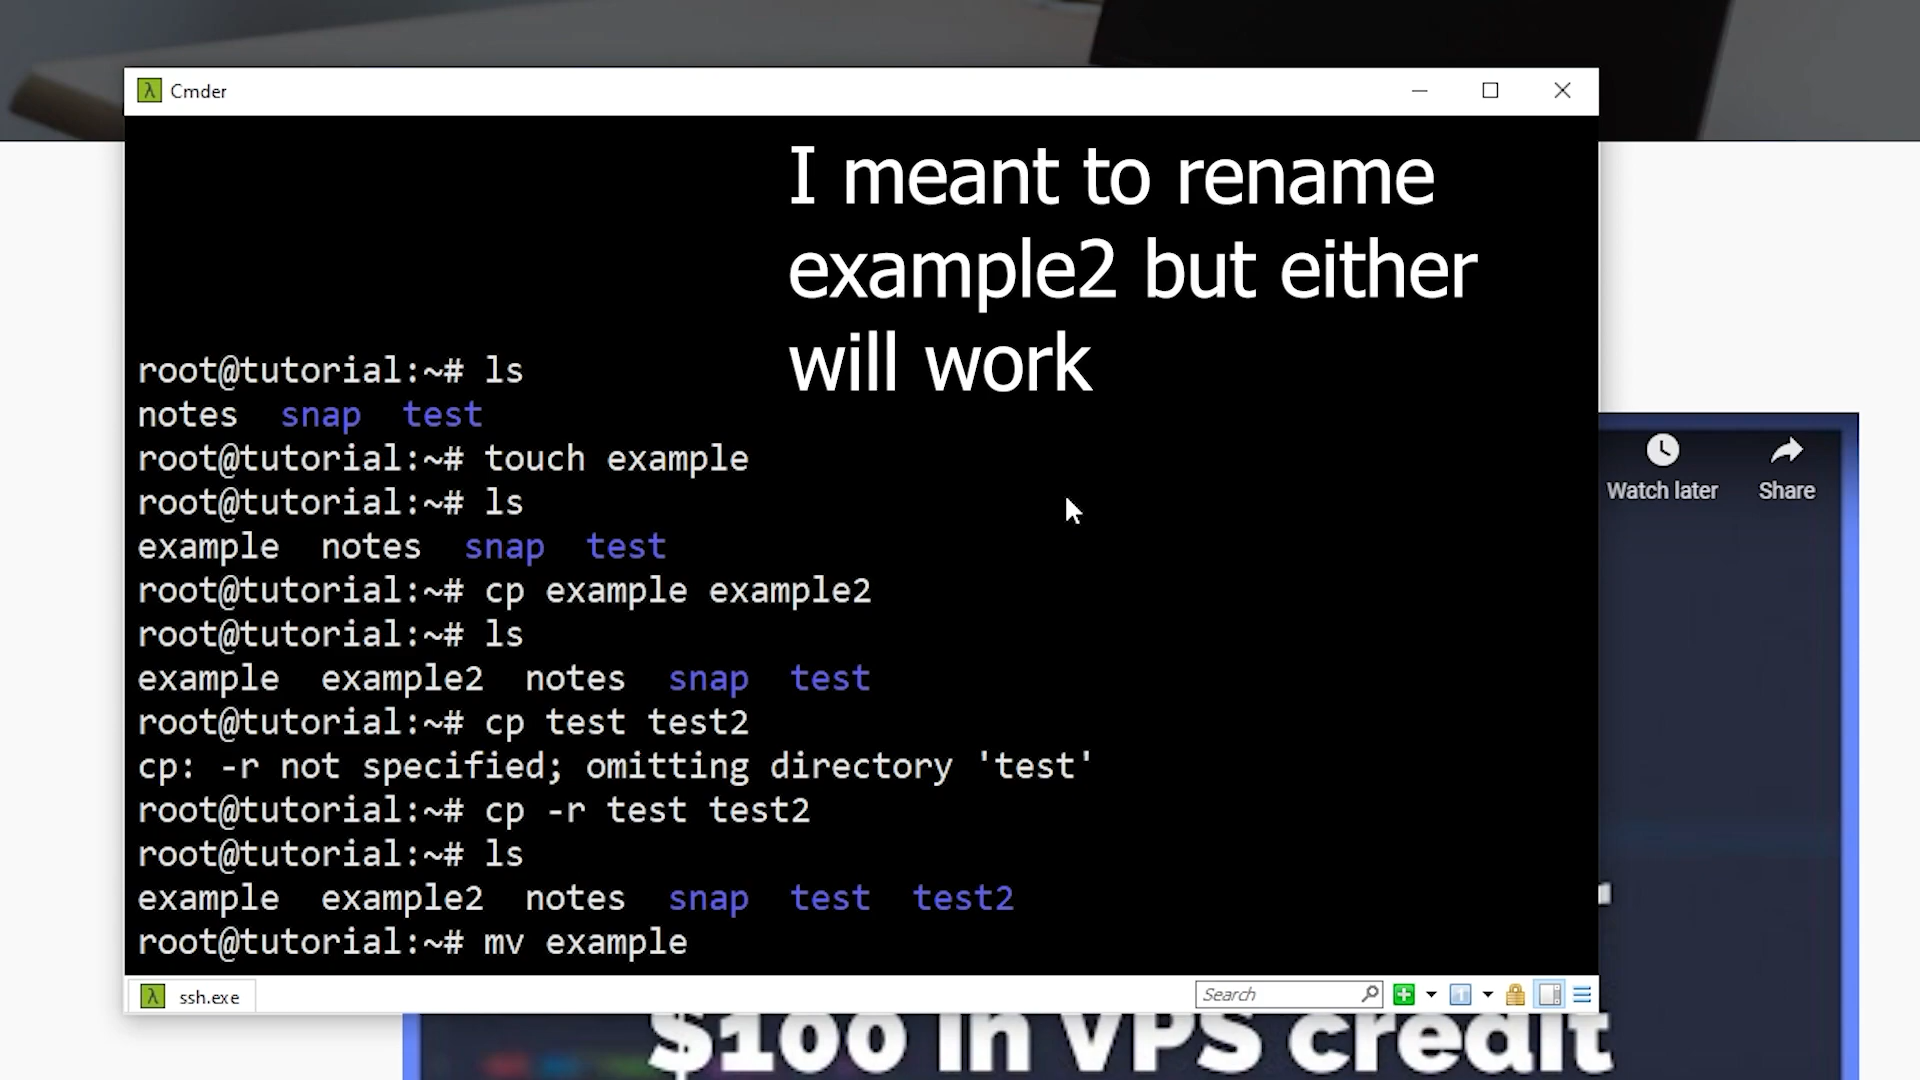 Cmder
I meant to rename
example2 but either
will work
root@tutorial:~# ls
notes  snap  test
root@tutorial:~# touch example
root@tutorial:~# ls
example  notes  snap  test
root@tutorial:~# cp example example2
root@tutorial:~# ls
example  example2  notes  snap  test
root@tutorial:~# cp test test2
cp: -r not specified; omitting directory 'test'
root@tutorial:~# cp -r test test2
root@tutorial:~# ls
example  example2  notes  snap  test  test2
root@tutorial:~# mv example
Watch later
Share
ssh.exe
Search
$100 in VPS credit